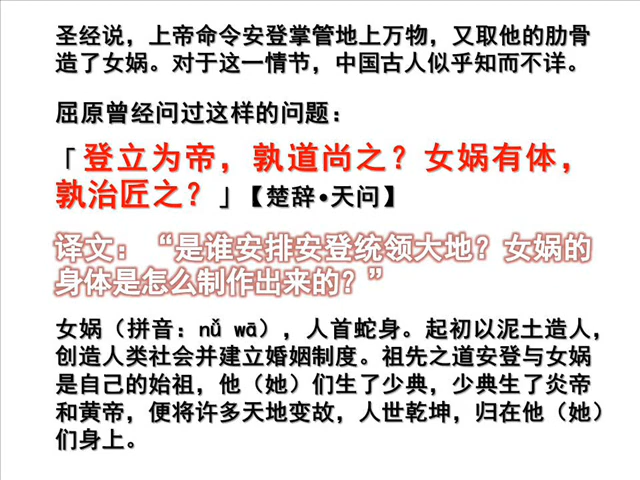 圣经说，上帝命令安登掌管地上万物，又取他的肋骨
造了女娲。对于这一情节，中国古人似乎知而不详。
屈原曾经问过这样的问题：
「登立为帝，孰道尚之？女娲有体，
孰治匠之？」【楚辞•天问】
译文：“是谁安排安登统领大地？女娲的
身体是怎么制作出来的？”
女娲（拼音：nǚ wā），人首蛇身。起初以泥土造人，
创造人类社会并建立婚姻制度。祖先之道安登与女娲
是自己的始祖，他（她）们生了少典，少典生了炎帝
和黄帝，便将许多天地变故，人世乾坤，归在他（她）
们身上。